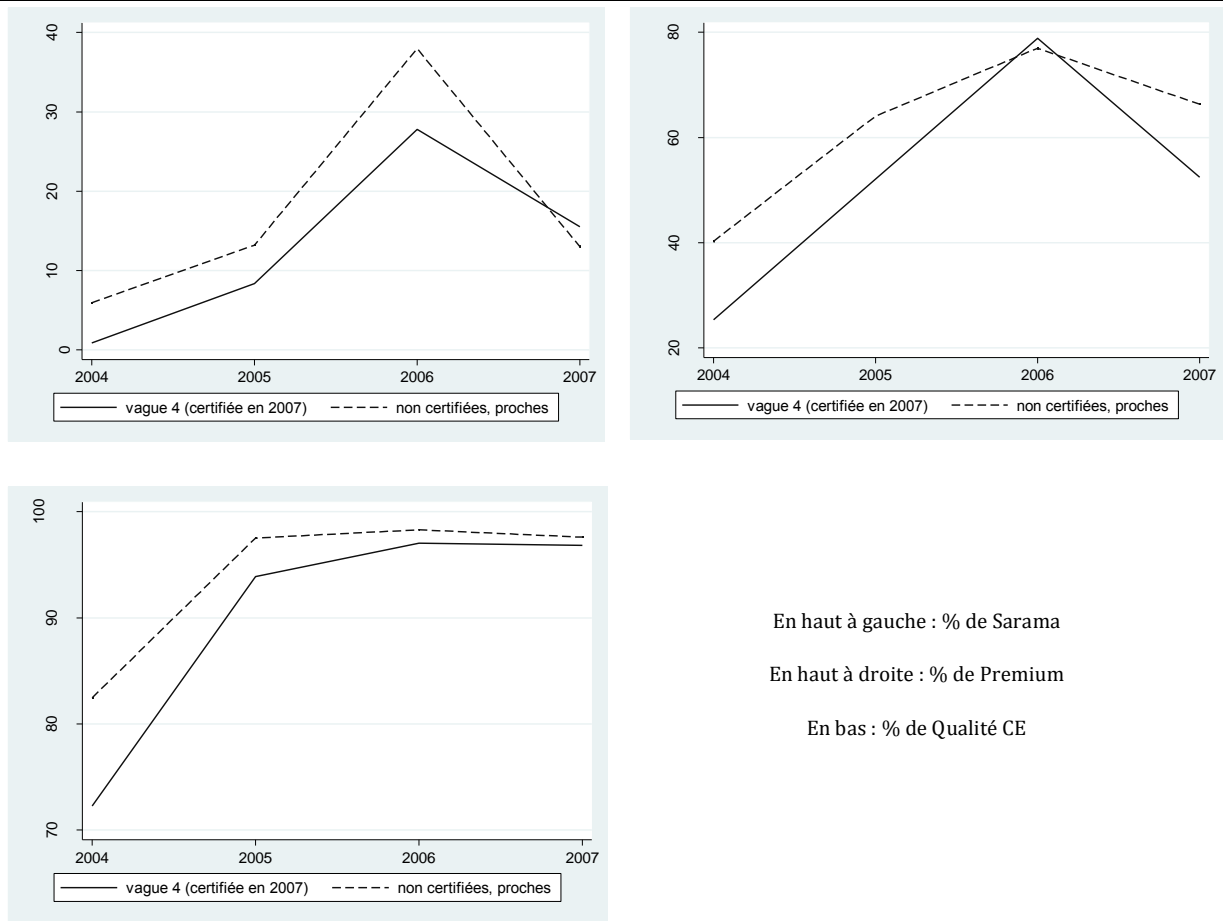 40
30
20
10
0
2004 2005 2006 2007
vague 4 (certifiée en 2007) non certifiées, proches
80
60
40
20
2004 2005 2006 2007
vague 4 (certifiée en 2007) non certifiées, proches
100
90
80
70
2004 2005 2006 2007
vague 4 (certifiée en 2007) non certifiées, proches
En haut à gauche : % de Sarama
En haut à droite : % de Premium
En bas : % de Qualité CE